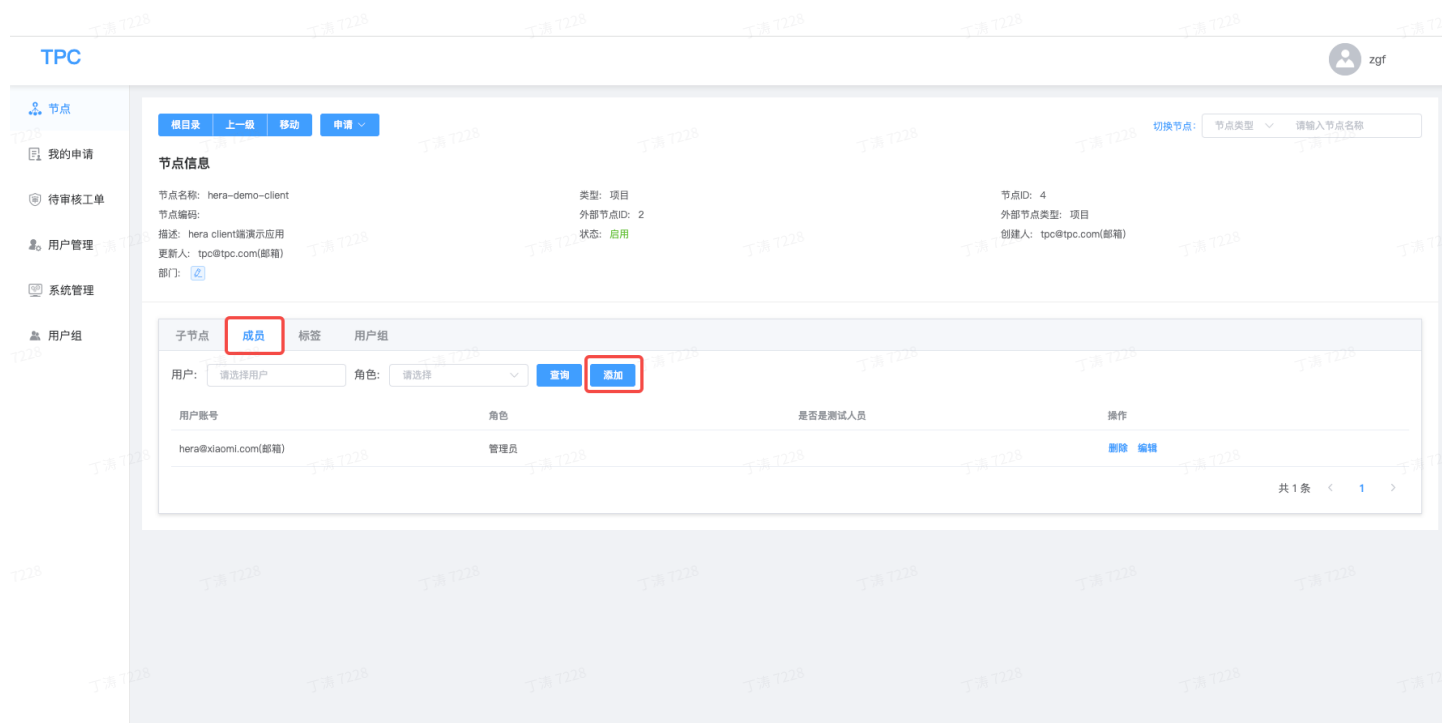 TPC
zgf
节点
我的申请
待审核工单
用户管理
系统管理
用户组
根目录 上一级 移动 申请
切换节点: 节点类型 请输入节点名称
节点信息
节点名称: hera-demo-client 类型: 项目 节点ID: 4
节点编码: 外部节点ID: 2 外部节点类型: 项目
描述: hera client端演示应用 状态: 启用 创建人: tpc@tpc.com(邮箱)
更新人: tpc@tpc.com(邮箱)
部门:
子节点 成员 标签 用户组
用户: 请选择用户 角色: 请选择 查询 添加
用户账号 角色 是否是测试人员 操作
hera@xiaomi.com(邮箱) 管理员 删除 编辑
共 1 条 1
丁涛 7228